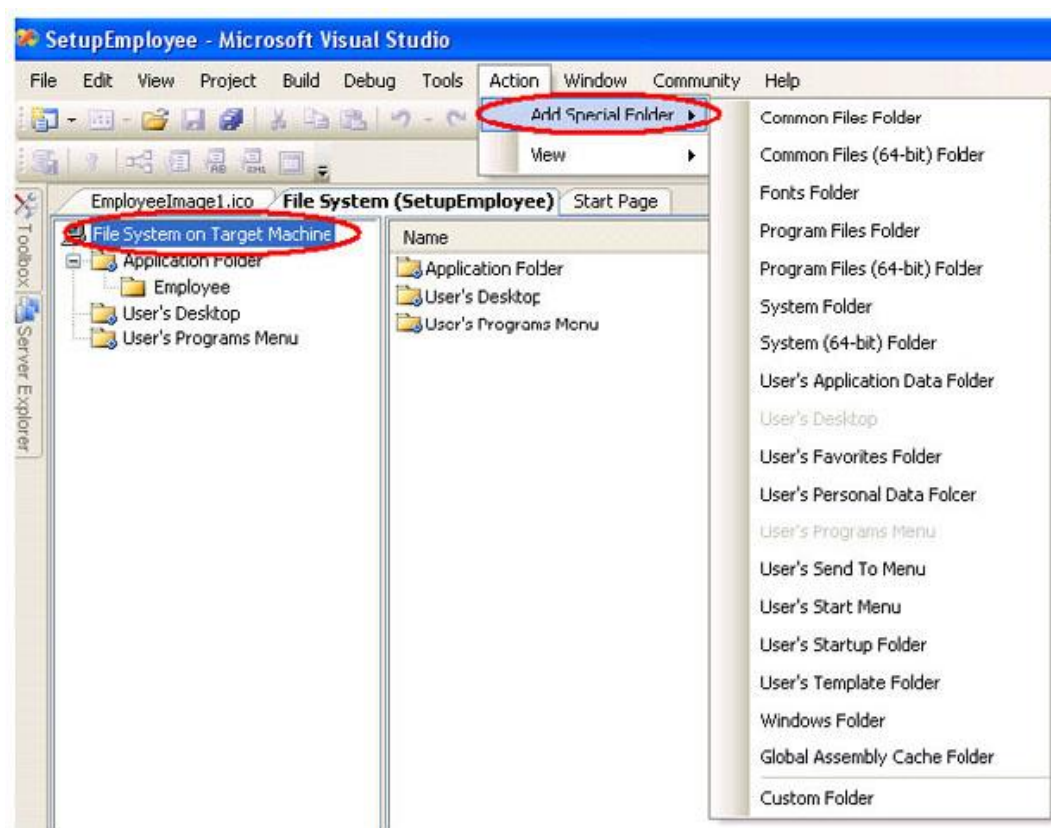 SetupEmployee - Microsoft Visual Studio
File Edit View Project Build Debug Tools Action Window Community Help
Add Special Folder
View
EmployeeImage1.ico File System (SetupEmployee) Start Page
Toolbox
Server Explorer
File System on Target Machine
Application Folder
Employee
User's Desktop
User's Programs Menu
Name
Application Folder
User's Desktop
User's Programs Menu
Common Files Folder
Common Files (64-bit) Folder
Fonts Folder
Program Files Folder
Program Files (64-bit) Folder
System Folder
System (64-bit) Folder
User's Application Data Folder
User's Desktop
User's Favorites Folder
User's Personal Data Folder
User's Programs Menu
User's Send To Menu
User's Start Menu
User's Startup Folder
User's Template Folder
Windows Folder
Global Assembly Cache Folder
Custom Folder